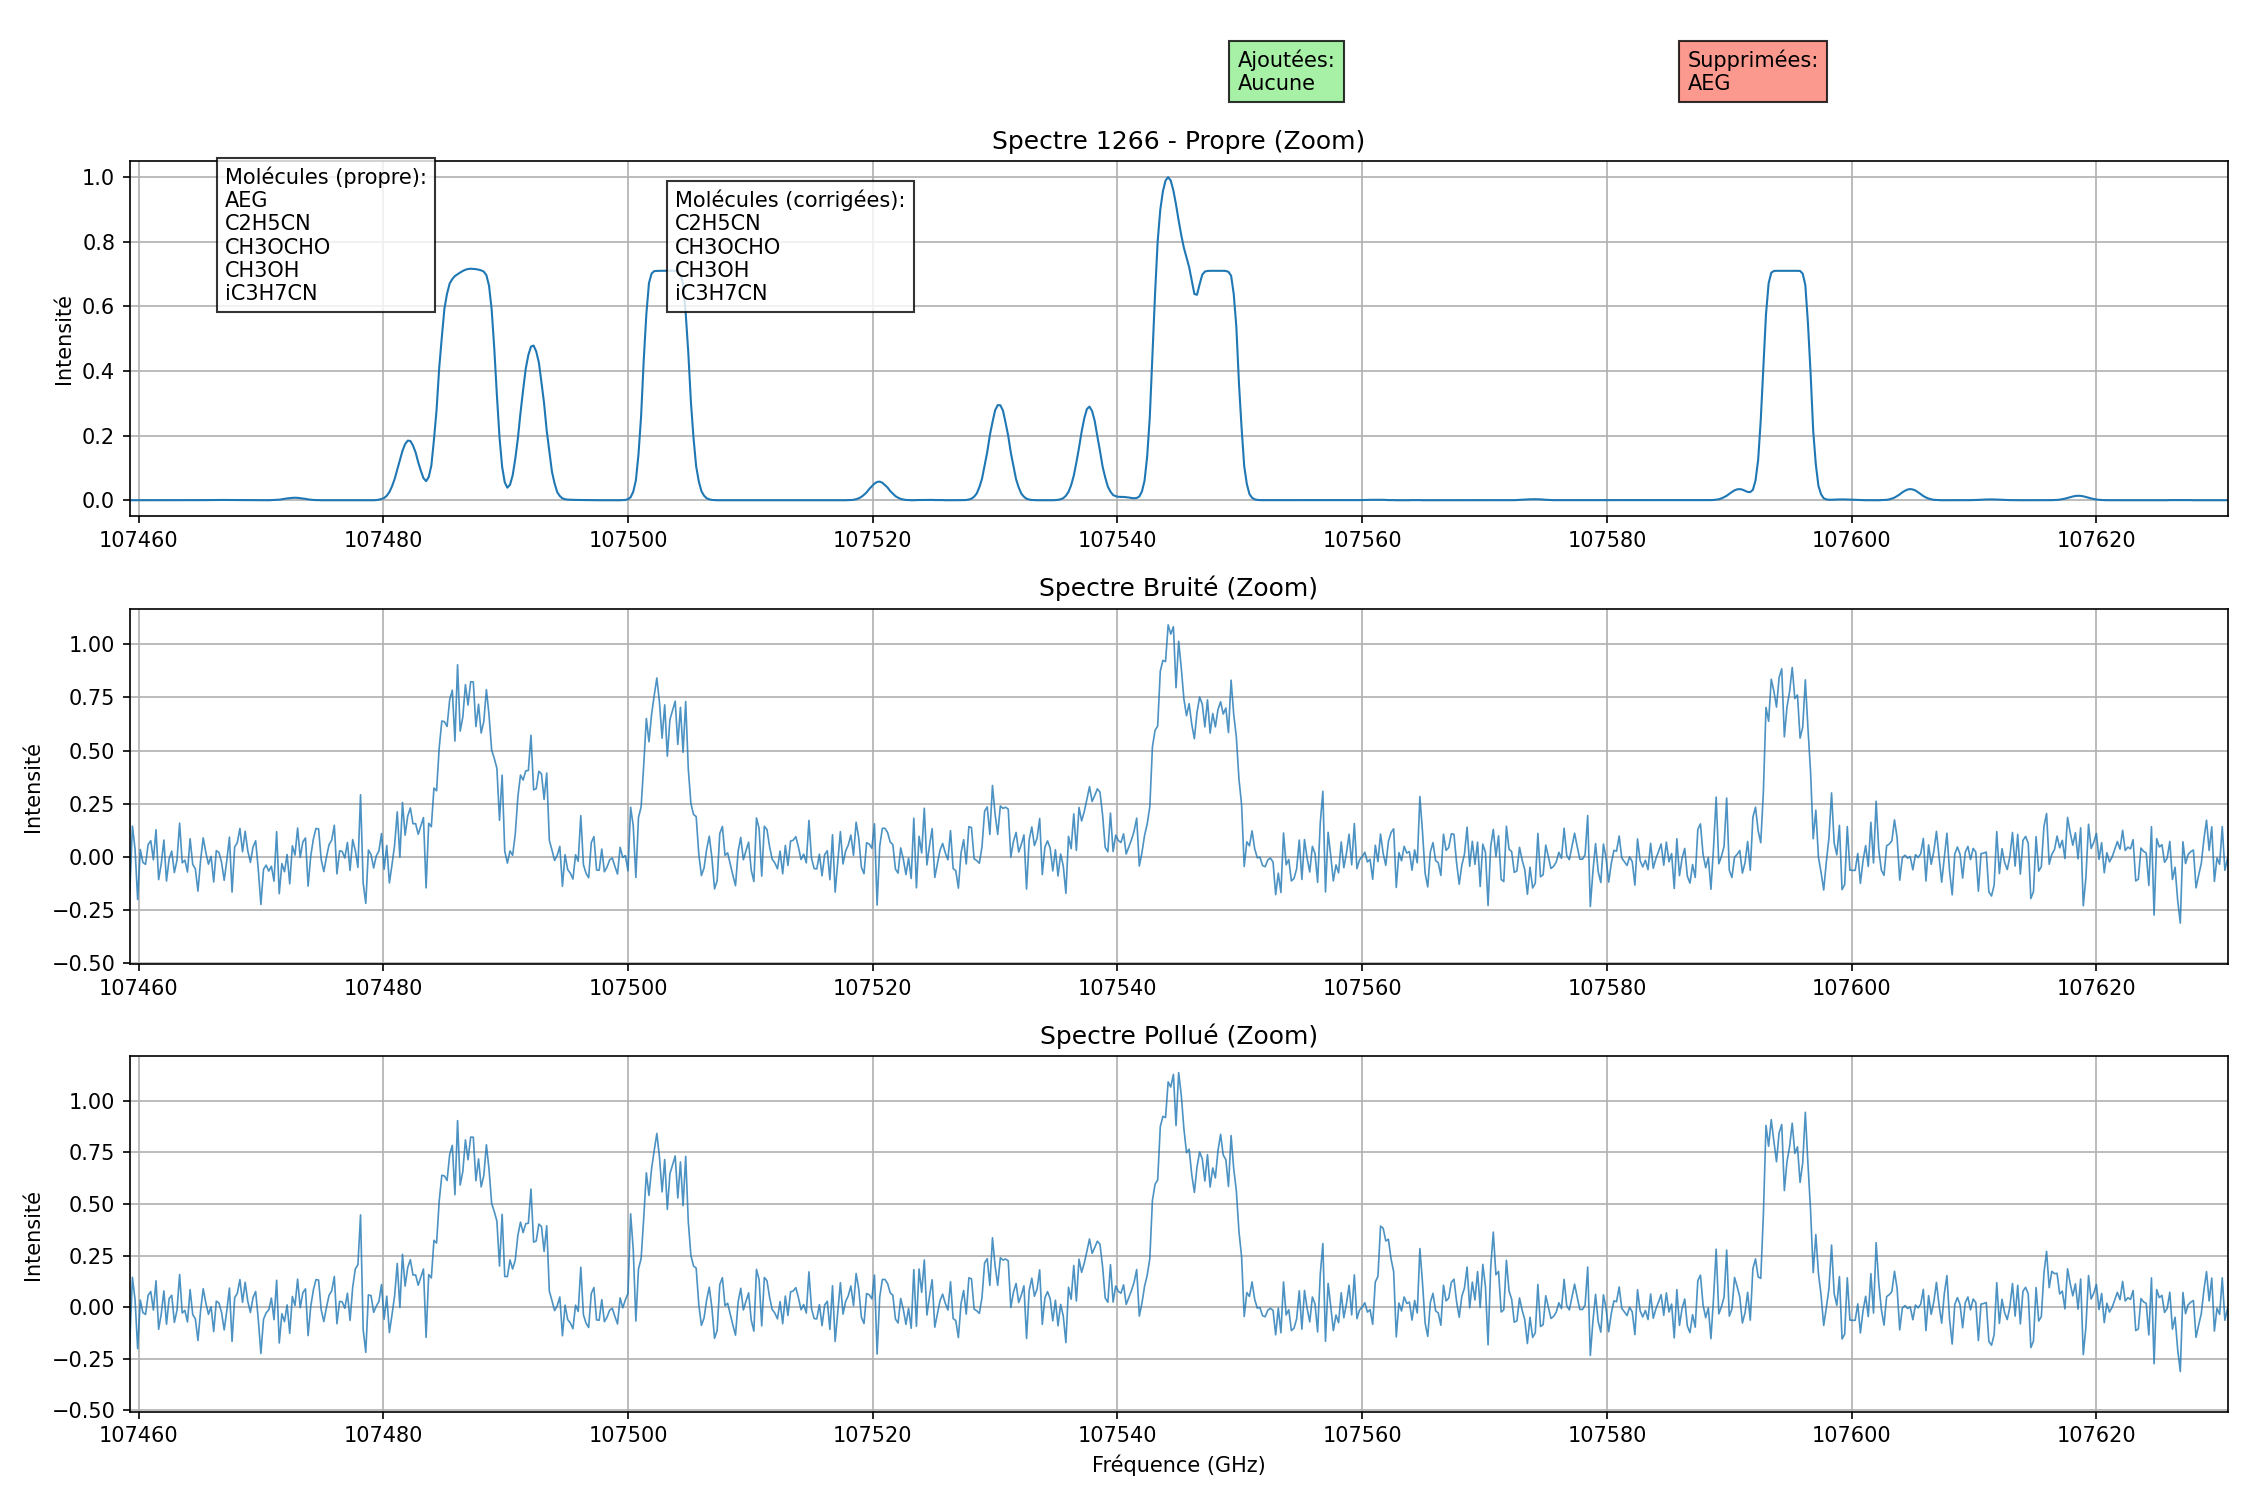 Ajoutées:
Aucune
Supprimées:
AEG
Spectre 1266 - Propre (Zoom)
Molécules (propre):
AEG
C2H5CN
CH3OCHO
CH3OH
iC3H7CN
Molécules (corrigées):
C2H5CN
CH3OCHO
CH3OH
iC3H7CN
Intensité
1.0
0.8
0.6
0.4
0.2
0.0
107460 107480 107500 107520 107540 107560 107580 107600 107620
Spectre Bruité (Zoom)
Intensité
1.00
0.75
0.50
0.25
0.00
−0.25
−0.50
107460 107480 107500 107520 107540 107560 107580 107600 107620
Spectre Pollué (Zoom)
Intensité
1.00
0.75
0.50
0.25
0.00
−0.25
−0.50
107460 107480 107500 107520 107540 107560 107580 107600 107620
Fréquence (GHz)